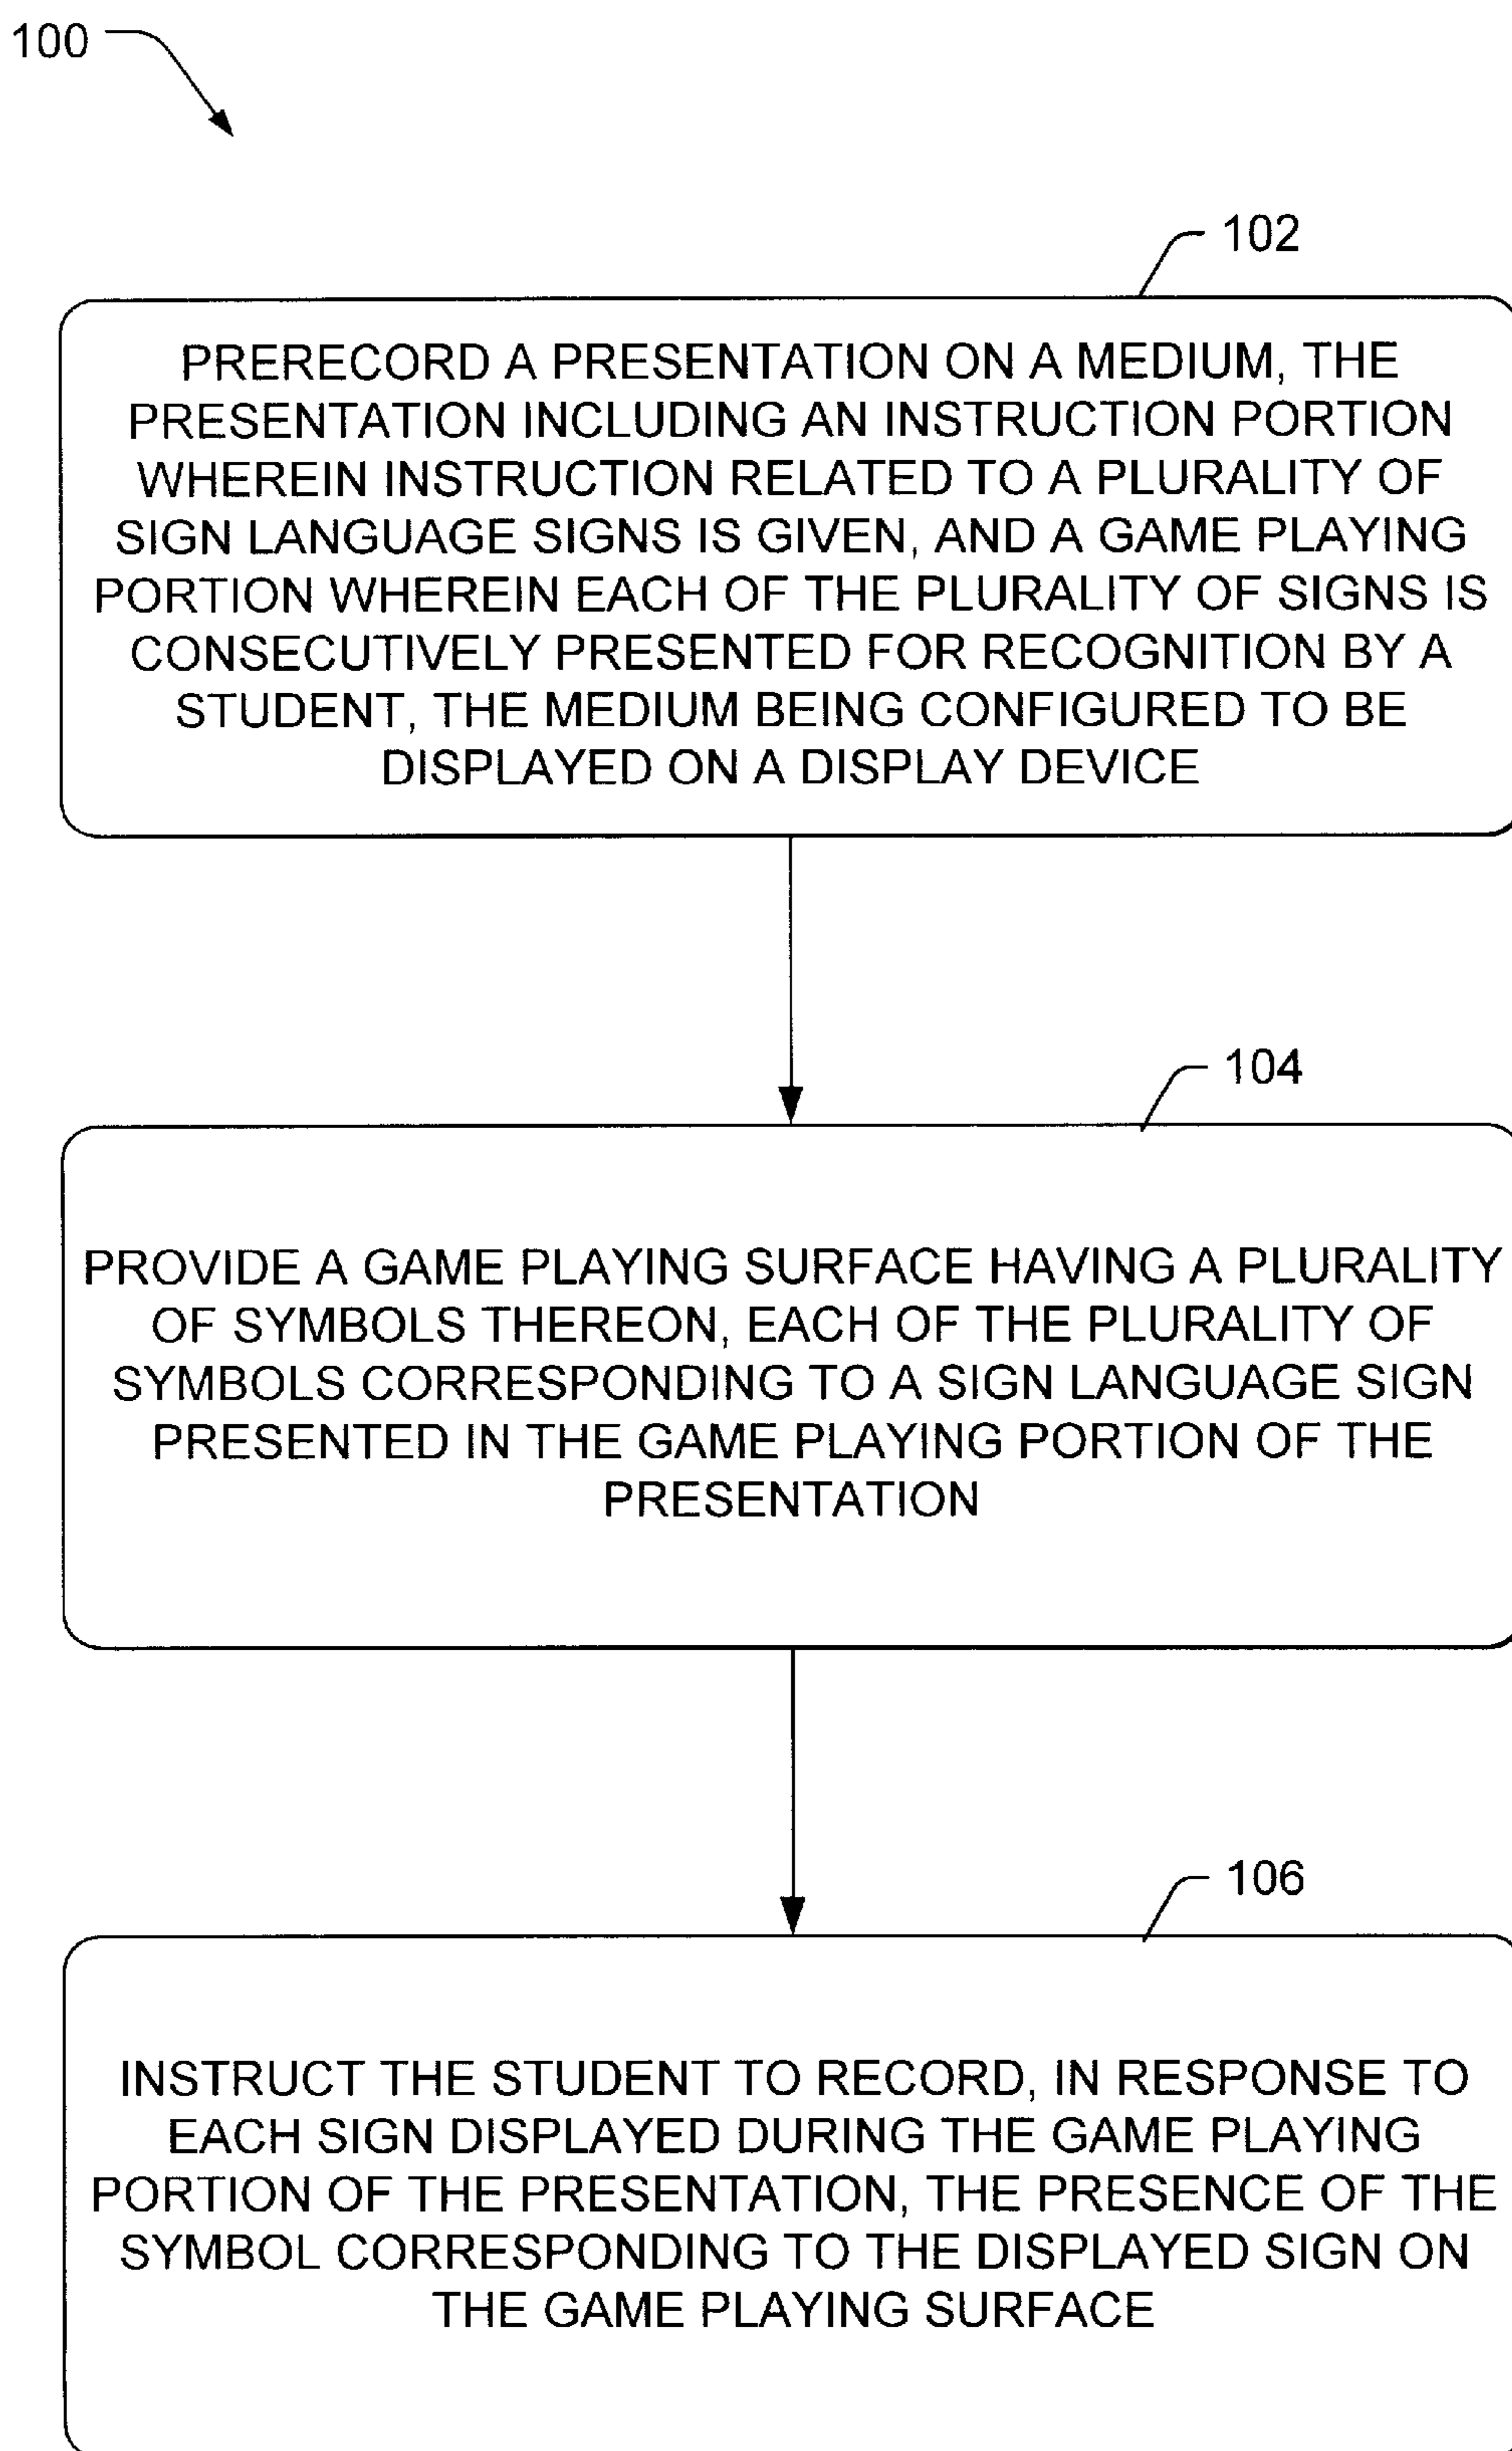 100
102
PRERECORD A PRESENTATION ON A MEDIUM, THE
PRESENTATION INCLUDING AN INSTRUCTION PORTION
WHEREIN INSTRUCTION RELATED TO A PLURALITY OF
SIGN LANGUAGE SIGNS IS GIVEN, AND A GAME PLAYING
PORTION WHEREIN EACH OF THE PLURALITY OF SIGNS IS
CONSECUTIVELY PRESENTED FOR RECOGNITION BY A
STUDENT, THE MEDIUM BEING CONFIGURED TO BE
DISPLAYED ON A DISPLAY DEVICE
104
PROVIDE A GAME PLAYING SURFACE HAVING A PLURALITY
OF SYMBOLS THEREON, EACH OF THE PLURALITY OF
SYMBOLS CORRESPONDING TO A SIGN LANGUAGE SIGN
PRESENTED IN THE GAME PLAYING PORTION OF THE
PRESENTATION
106
INSTRUCT THE STUDENT TO RECORD, IN RESPONSE TO
EACH SIGN DISPLAYED DURING THE GAME PLAYING
PORTION OF THE PRESENTATION, THE PRESENCE OF THE
SYMBOL CORRESPONDING TO THE DISPLAYED SIGN ON
THE GAME PLAYING SURFACE